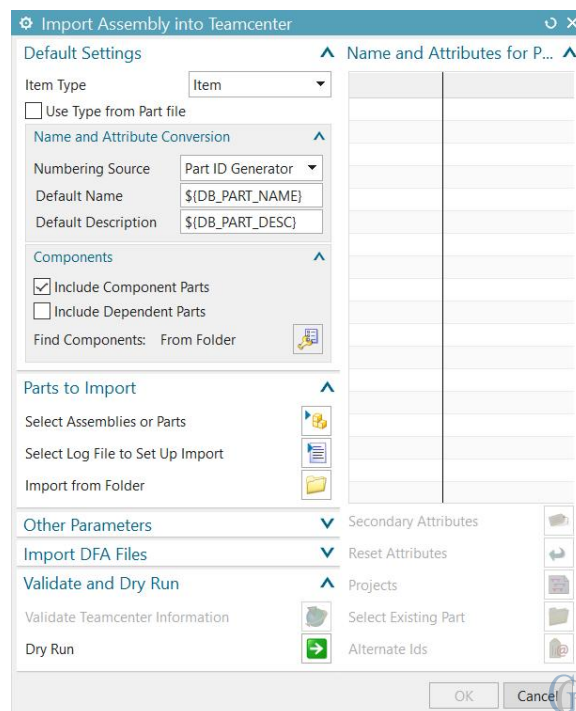 Import Assembly into Teamcenter
Default Settings
Item Type Item
Use Type from Part file
Name and Attribute Conversion
Numbering Source Part ID Generator
Default Name ${DB_PART_NAME}
Default Description ${DB_PART_DESC}
Components
Include Component Parts
Include Dependent Parts
Find Components: From Folder
Parts to Import
Select Assemblies or Parts
Select Log File to Set Up Import
Import from Folder
Other Parameters
Import DFA Files
Validate and Dry Run
Validate Teamcenter Information
Dry Run
Name and Attributes for P...
Secondary Attributes
Reset Attributes
Projects
Select Existing Part
Alternate Ids
OK Cancel